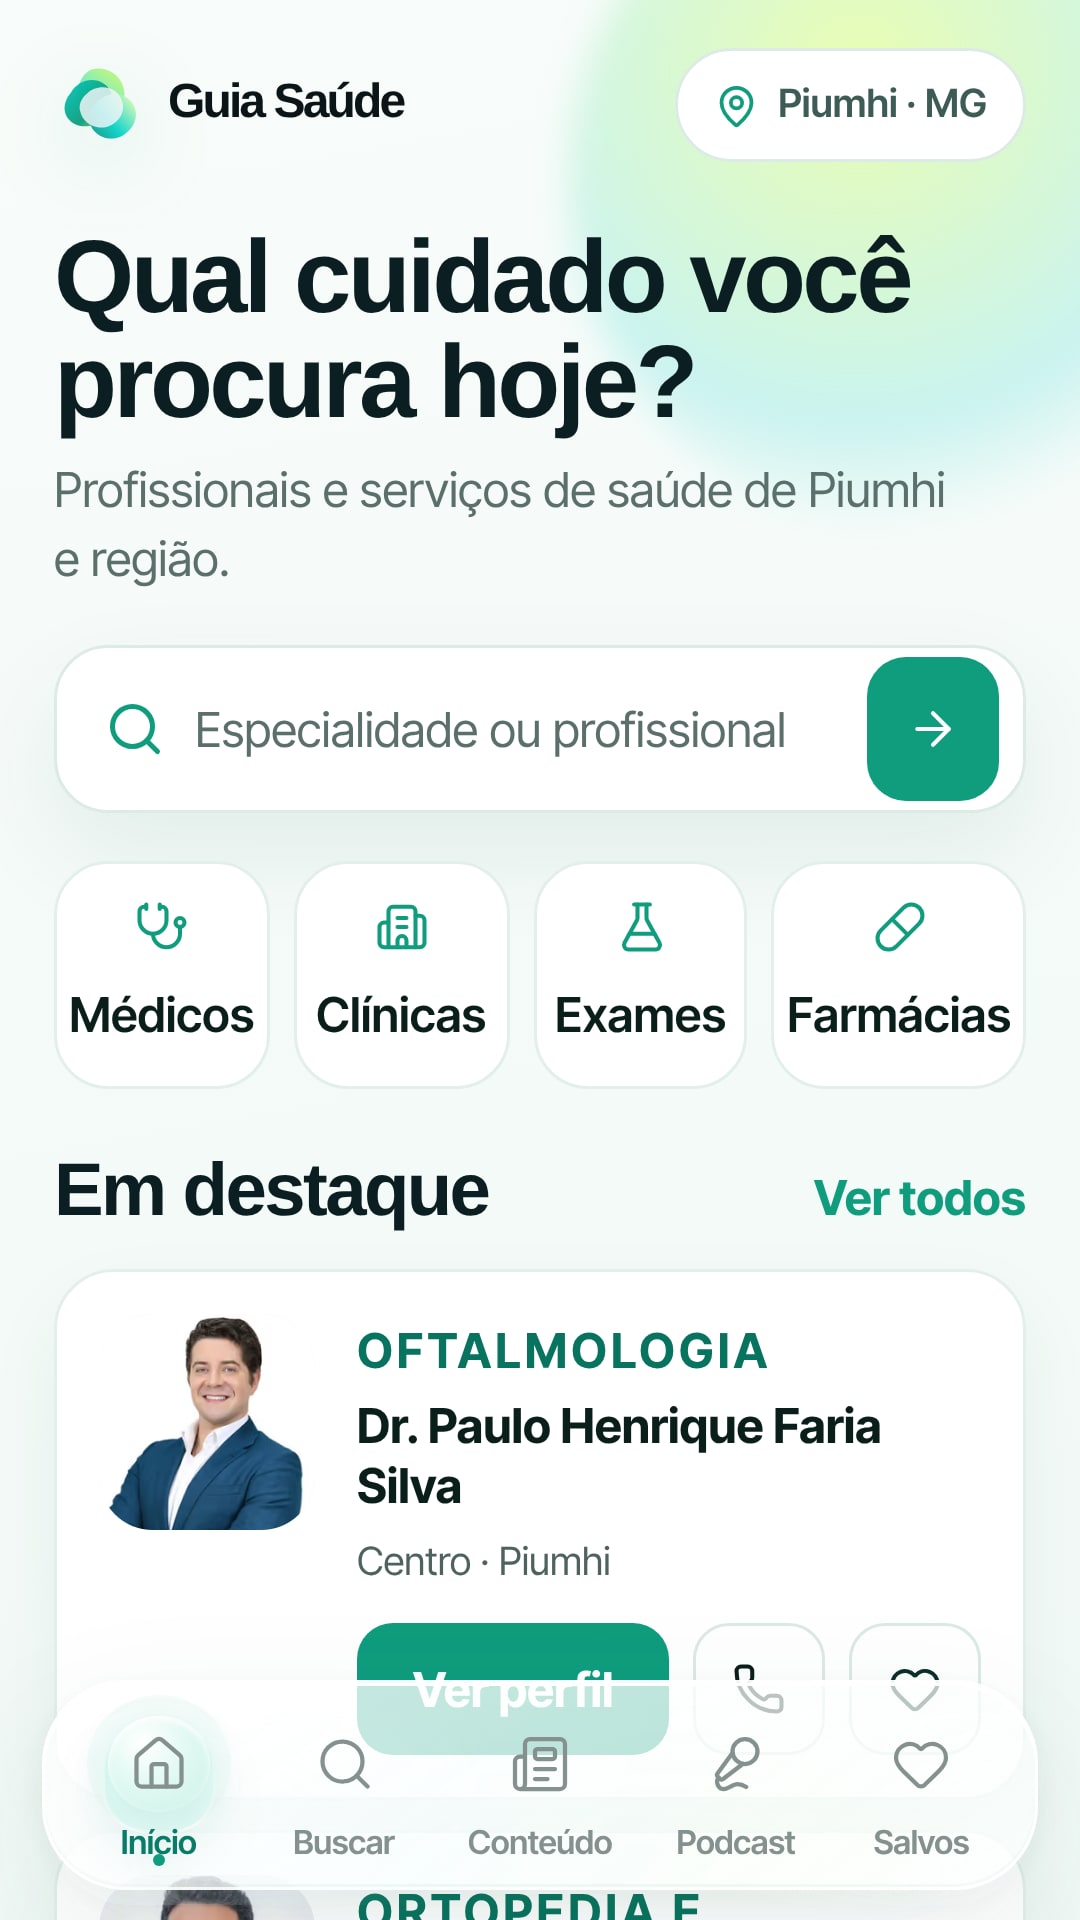 Guia Saúde
Piumhi · MG
Qual cuidado você
procura hoje?
Profissionais e serviços de saúde de Piumhi
e região.
Especialidade ou profissional
Médicos
Clínicas
Exames
Farmácias
Em destaque
Ver todos
OFTALMOLOGIA
Dr. Paulo Henrique Faria
Silva
Centro · Piumhi
Ver perfil
Início
Buscar
Conteúdo
Podcast
Salvos
ORTOPEDIA E